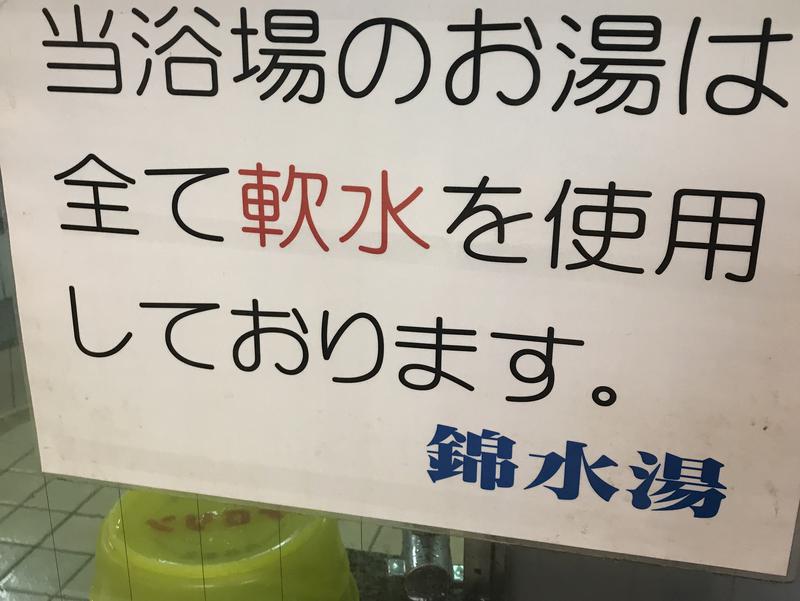 当浴場のお湯は
全て軟水を使用
しております。
錦水湯